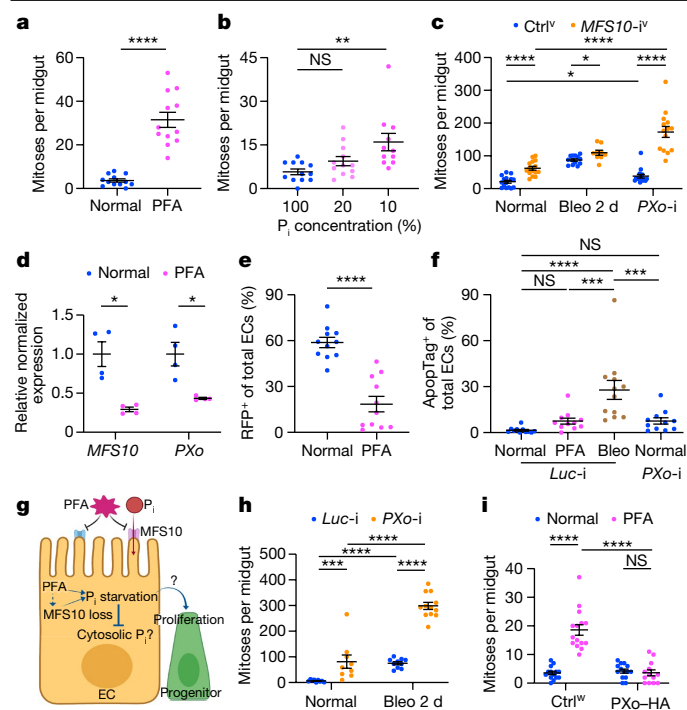 a
****
Mitoses per midgut
60
40
20
0
Normal PFA
b
**
NS
Mitoses per midgut
45
30
15
0
100 20 10
Pi concentration (%)
c
Ctrlᵛ MFS10-iᵛ
****
**** * ****
*
Mitoses per midgut
400
300
200
100
0
Normal Bleo 2 d PXo-i
d
Normal PFA
* *
Relative normalized
expression
1.5
1.0
0.5
0
MFS10 PXo
e
****
RFP⁺ of total ECs (%)
90
60
30
0
Normal PFA
f
NS
****
NS *** ***
ApopTag⁺ of
total ECs (%)
90
60
30
0
Normal PFA Bleo Normal
Luc-i PXo-i
g
PFA Pi
MFS10
PFA
Pi starvation
MFS10 loss
Cytosolic Pi?
EC
?
Proliferation
Progenitor
h
Luc-i PXo-i
****
****
*** ****
Mitoses per midgut
500
400
300
200
100
0
Normal Bleo 2 d
i
Normal PFA
**** ****
NS
Mitoses per midgut
40
30
20
10
0
Ctrlʷ PXo–HA